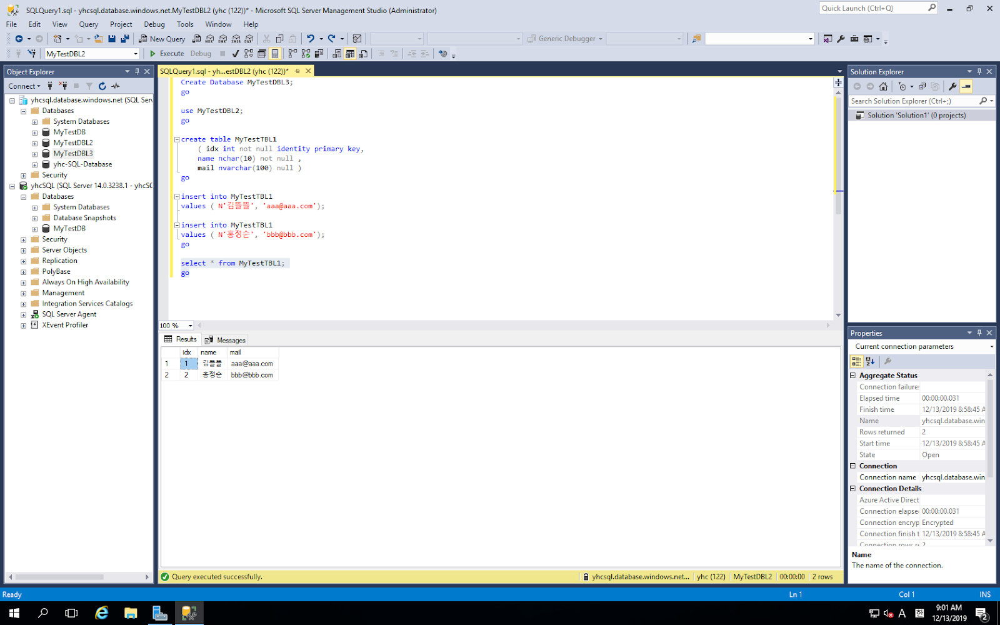 SQLQuery1.sql - yhcsql.database.windows.net.MyTestDBL2 (yhc (122))* - Microsoft SQL Server Management Studio (Administrator)
Quick Launch (Ctrl+Q)
File Edit View Query Project Debug Tools Window Help
New Query
MDX DMX XMLA DAX
Generic Debugger
MyTestDBL2
Execute Debug
Object Explorer
Connect
yhcsql.database.windows.net (SQL Serv
Databases
System Databases
MyTestDB
MyTestDBL2
MyTestDBL3
yhc-SQL-Database
Security
yhcSQL (SQL Server 14.0.3238.1 - yhcSQ
Databases
System Databases
Database Snapshots
MyTestDB
Security
Server Objects
Replication
PolyBase
Always On High Availability
Management
Integration Services Catalogs
SQL Server Agent
XEvent Profiler
SQLQuery1.sql - yh...estDBL2 (yhc (122))*
Create Database MyTestDBL3;
go
use MyTestDBL2;
go
create table MyTestTBL1
( idx int not null identity primary key,
name nchar(10) not null ,
mail nvarchar(100) null )
go
insert into MyTestTBL1
values ( N'김뜰뜰', 'aaa@aaa.com');
insert into MyTestTBL1
values ( N'홍정순', 'bbb@bbb.com');
go
select * from MyTestTBL1;
go
100 %
Results Messages
idx name mail
1 1 김뜰뜰 aaa@aaa.com
2 2 홍정순 bbb@bbb.com
Query executed successfully.
yhcsql.database.windows.net... yhc (122) MyTestDBL2 00:00:00 2 rows
Solution Explorer
Search Solution Explorer (Ctrl+;)
Solution 'Solution1' (0 projects)
Properties
Current connection parameters
Aggregate Status
Connection failures
Elapsed time 00:00:00.031
Finish time 12/13/2019 8:58:45 A
Name yhcsql.database.win
Rows returned 2
Start time 12/13/2019 8:58:45 A
State Open
Connection
Connection name yhcsql.database.win
Connection Details
Azure Active Direct
Connection elapse 00:00:00.031
Connection encryp Encrypted
Connection finish t 12/13/2019 8:58:45 A
Connection rows r 2
Name
The name of the connection.
Ready
Ln 1
Col 1
INS
A
9:01 AM
12/13/2019
2